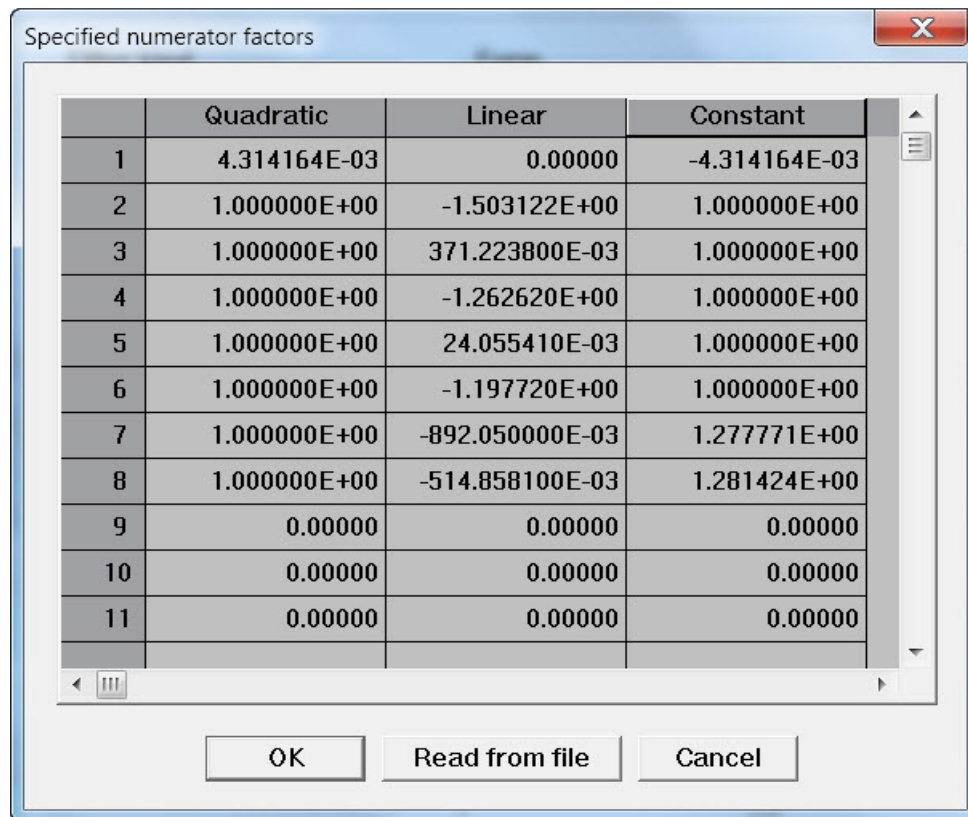 Specified numerator factors
Quadratic Linear Constant
1 4.314164E-03 0.00000 -4.314164E-03
2 1.000000E+00 -1.503122E+00 1.000000E+00
3 1.000000E+00 371.223800E-03 1.000000E+00
4 1.000000E+00 -1.262620E+00 1.000000E+00
5 1.000000E+00 24.055410E-03 1.000000E+00
6 1.000000E+00 -1.197720E+00 1.000000E+00
7 1.000000E+00 -892.050000E-03 1.277771E+00
8 1.000000E+00 -514.858100E-03 1.281424E+00
9 0.00000 0.00000 0.00000
10 0.00000 0.00000 0.00000
11 0.00000 0.00000 0.00000
OK Read from file Cancel